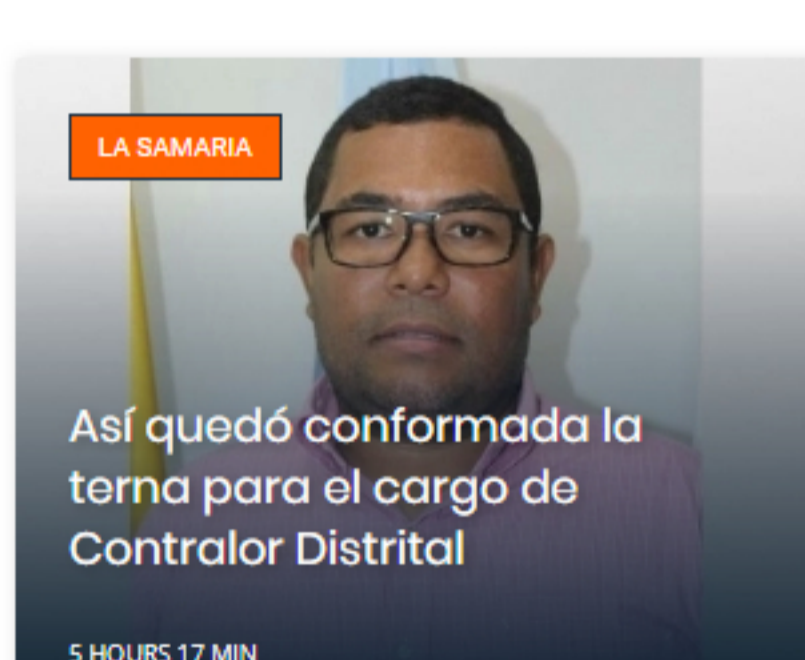 LA SAMARIA
Así quedó conformada la
terna para el cargo de
Contralor Distrital
5 HOURS 17 MIN